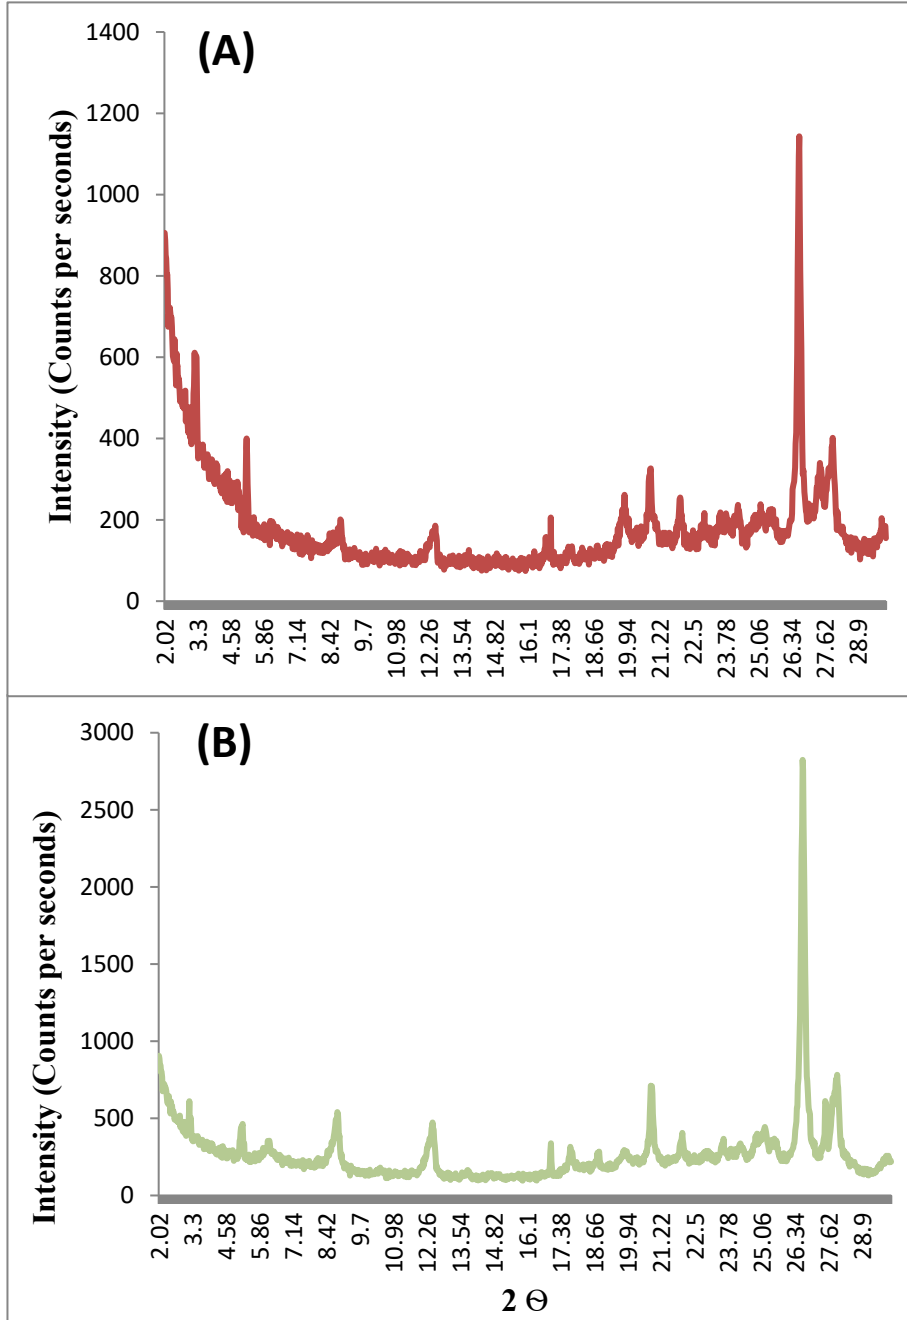 (A)
Intensity (Counts per seconds)
1400
1200
1000
800
600
400
200
0
2.02 3.3 4.58 5.86 7.14 8.42 9.7 10.98 12.26 13.54 14.82 16.1 17.38 18.66 19.94 21.22 22.5 23.78 25.06 26.34 27.62 28.9
(B)
Intensity (Counts per seconds)
3000
2500
2000
1500
1000
500
0
2.02 3.3 4.58 5.86 7.14 8.42 9.7 10.98 12.26 13.54 14.82 16.1 17.38 18.66 19.94 21.22 22.5 23.78 25.06 26.34 27.62 28.9
2 Θ